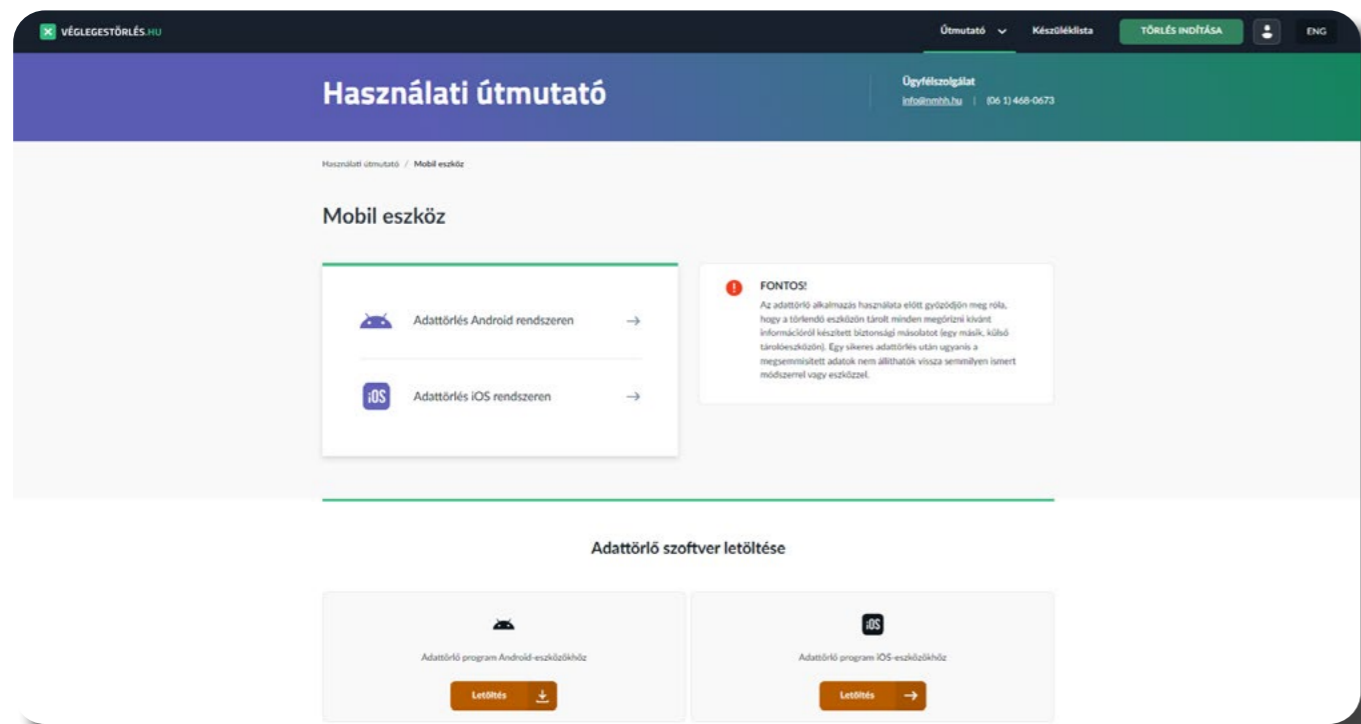 VÉGLEGESTÖRLÉS.HU
Útmutató
Készüléklista
TÖRLÉS INDÍTÁSA
ENG
Használati útmutató
Ügyfélszolgálat
info@nmhh.hu | (06 1) 468-0673
Használati útmutató / Mobil eszköz
Mobil eszköz
Adattörlés Android rendszeren
iOS
Adattörlés iOS rendszeren
FONTOS!
Az adattörlő alkalmazás használata előtt győződjön meg róla,
hogy a törlendő eszközön tárolt minden megőrizni kívánt
információról készített biztonsági másolatot (egy másik, külső
tárolóeszközön). Egy sikeres adattörlés után ugyanis a
megsemmisített adatok nem állíthatók vissza semmilyen ismert
módszerrel vagy eszközzel.
Adattörlő szoftver letöltése
Adattörlő program Android-eszközökhöz
Letöltés
iOS
Adattörlő program iOS-eszközökhöz
Letöltés